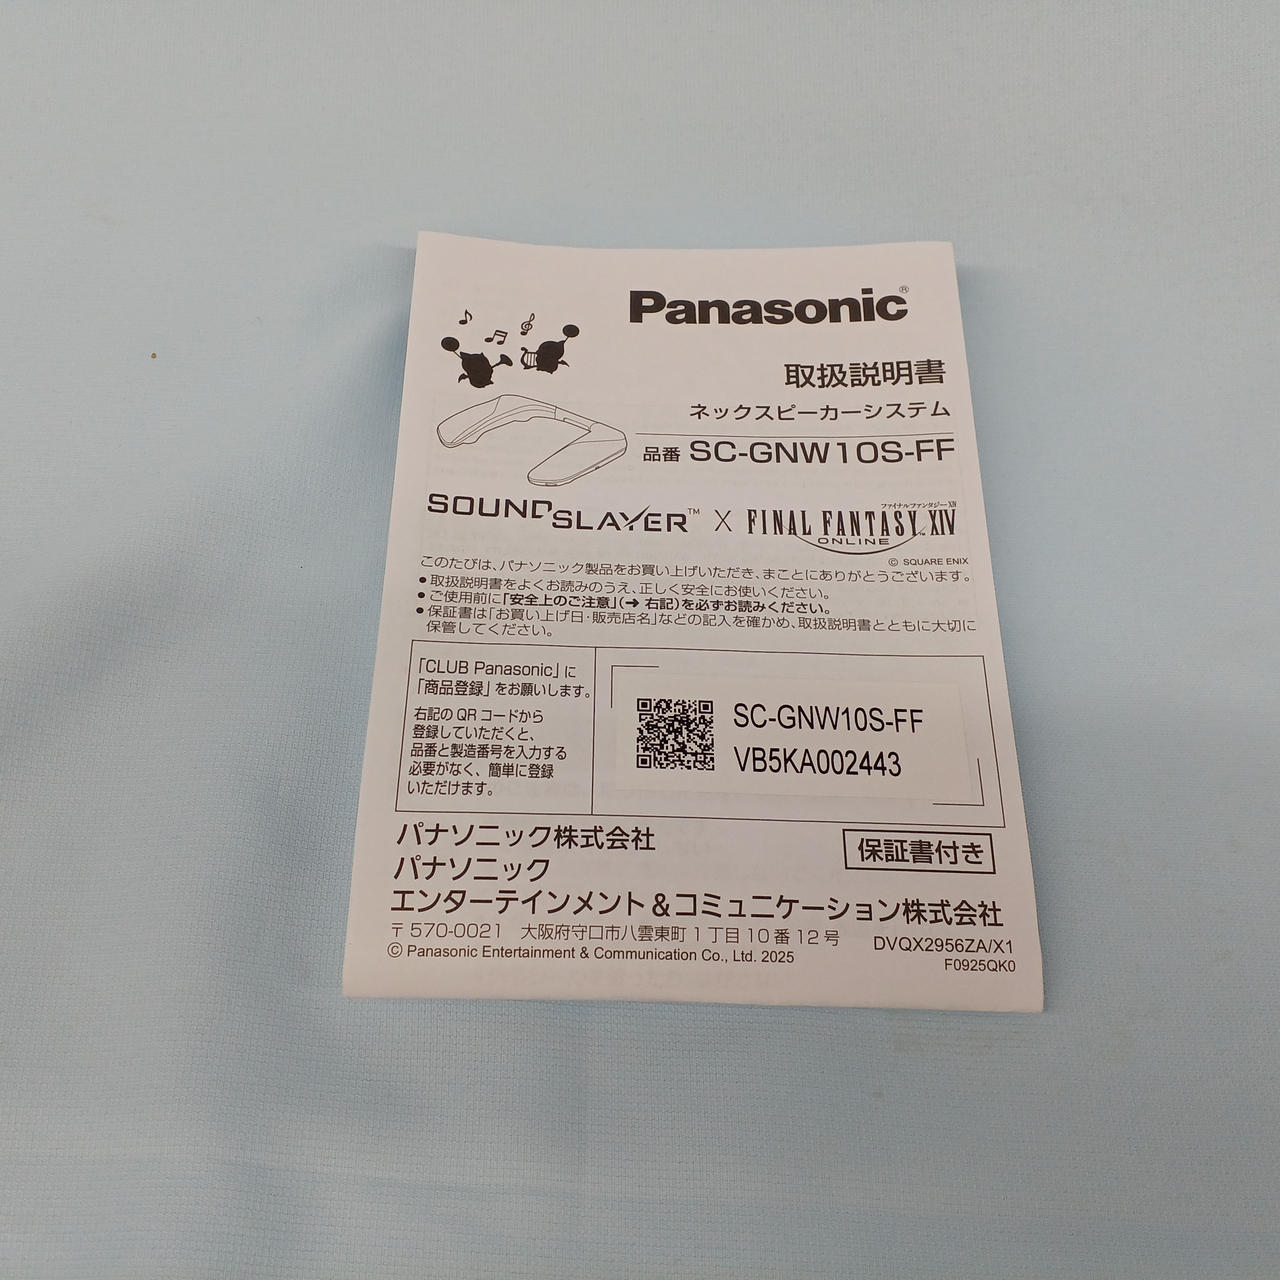 Panasonic®
取扱説明書
ネックスピーカーシステム
品番 SC-GNW10S-FF
SOUNDSLAYER™ X FINAL FANTASY XIV
ファイナルファンタジーXIV
ONLINE
© SQUARE ENIX
このたびは、パナソニック製品をお買い上げいただき、まことにありがとうございます。
● 取扱説明書をよくお読みのうえ、正しく安全にお使いください。
● ご使用前に「安全上のご注意」(➜ 右記)を必ずお読みください。
● 保証書は「お買い上げ日・販売店名」などの記入を確かめ、取扱説明書とともに大切に
保管してください。
「CLUB Panasonic」に
「商品登録」をお願いします。
右記の QR コードから
登録していただくと、
品番と製造番号を入力する
必要がなく、簡単に登録
いただけます。
SC-GNW10S-FF
VB5KA002443
パナソニック株式会社
保証書付き
パナソニック
エンターテインメント＆コミュニケーション株式会社
〒570-0021 大阪府守口市八雲東町1丁目10番12号
© Panasonic Entertainment & Communication Co., Ltd. 2025
DVQX2956ZA/X1
F0925QK0